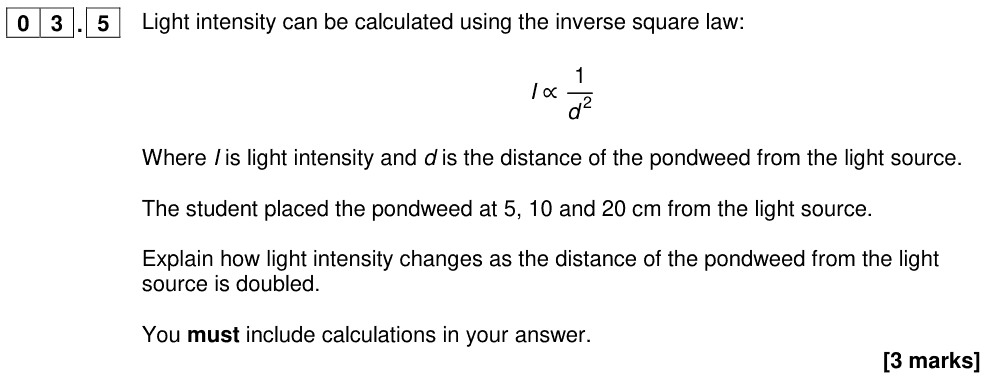 0 3 . 5 Light intensity can be calculated using the inverse square law:
I ∝ 1/d²
Where I is light intensity and d is the distance of the pondweed from the light source.
The student placed the pondweed at 5, 10 and 20 cm from the light source.
Explain how light intensity changes as the distance of the pondweed from the light
source is doubled.
You must include calculations in your answer.
[3 marks]